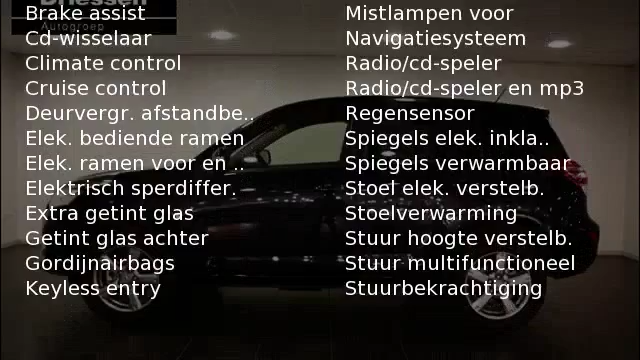 Driessen
Autogroep
Brake assist
Cd-wisselaar
Climate control
Cruise control
Deurvergr. afstandbe..
Elek. bediende ramen
Elek. ramen voor en ..
Elektrisch sperdiffer.
Extra getint glas
Getint glas achter
Gordijnairbags
Keyless entry
Mistlampen voor
Navigatiesysteem
Radio/cd-speler
Radio/cd-speler en mp3
Regensensor
Spiegels elek. inkla..
Spiegels verwarmbaar
Stoel elek. verstelb.
Stoelverwarming
Stuur hoogte verstelb.
Stuur multifunctioneel
Stuurbekrachtiging